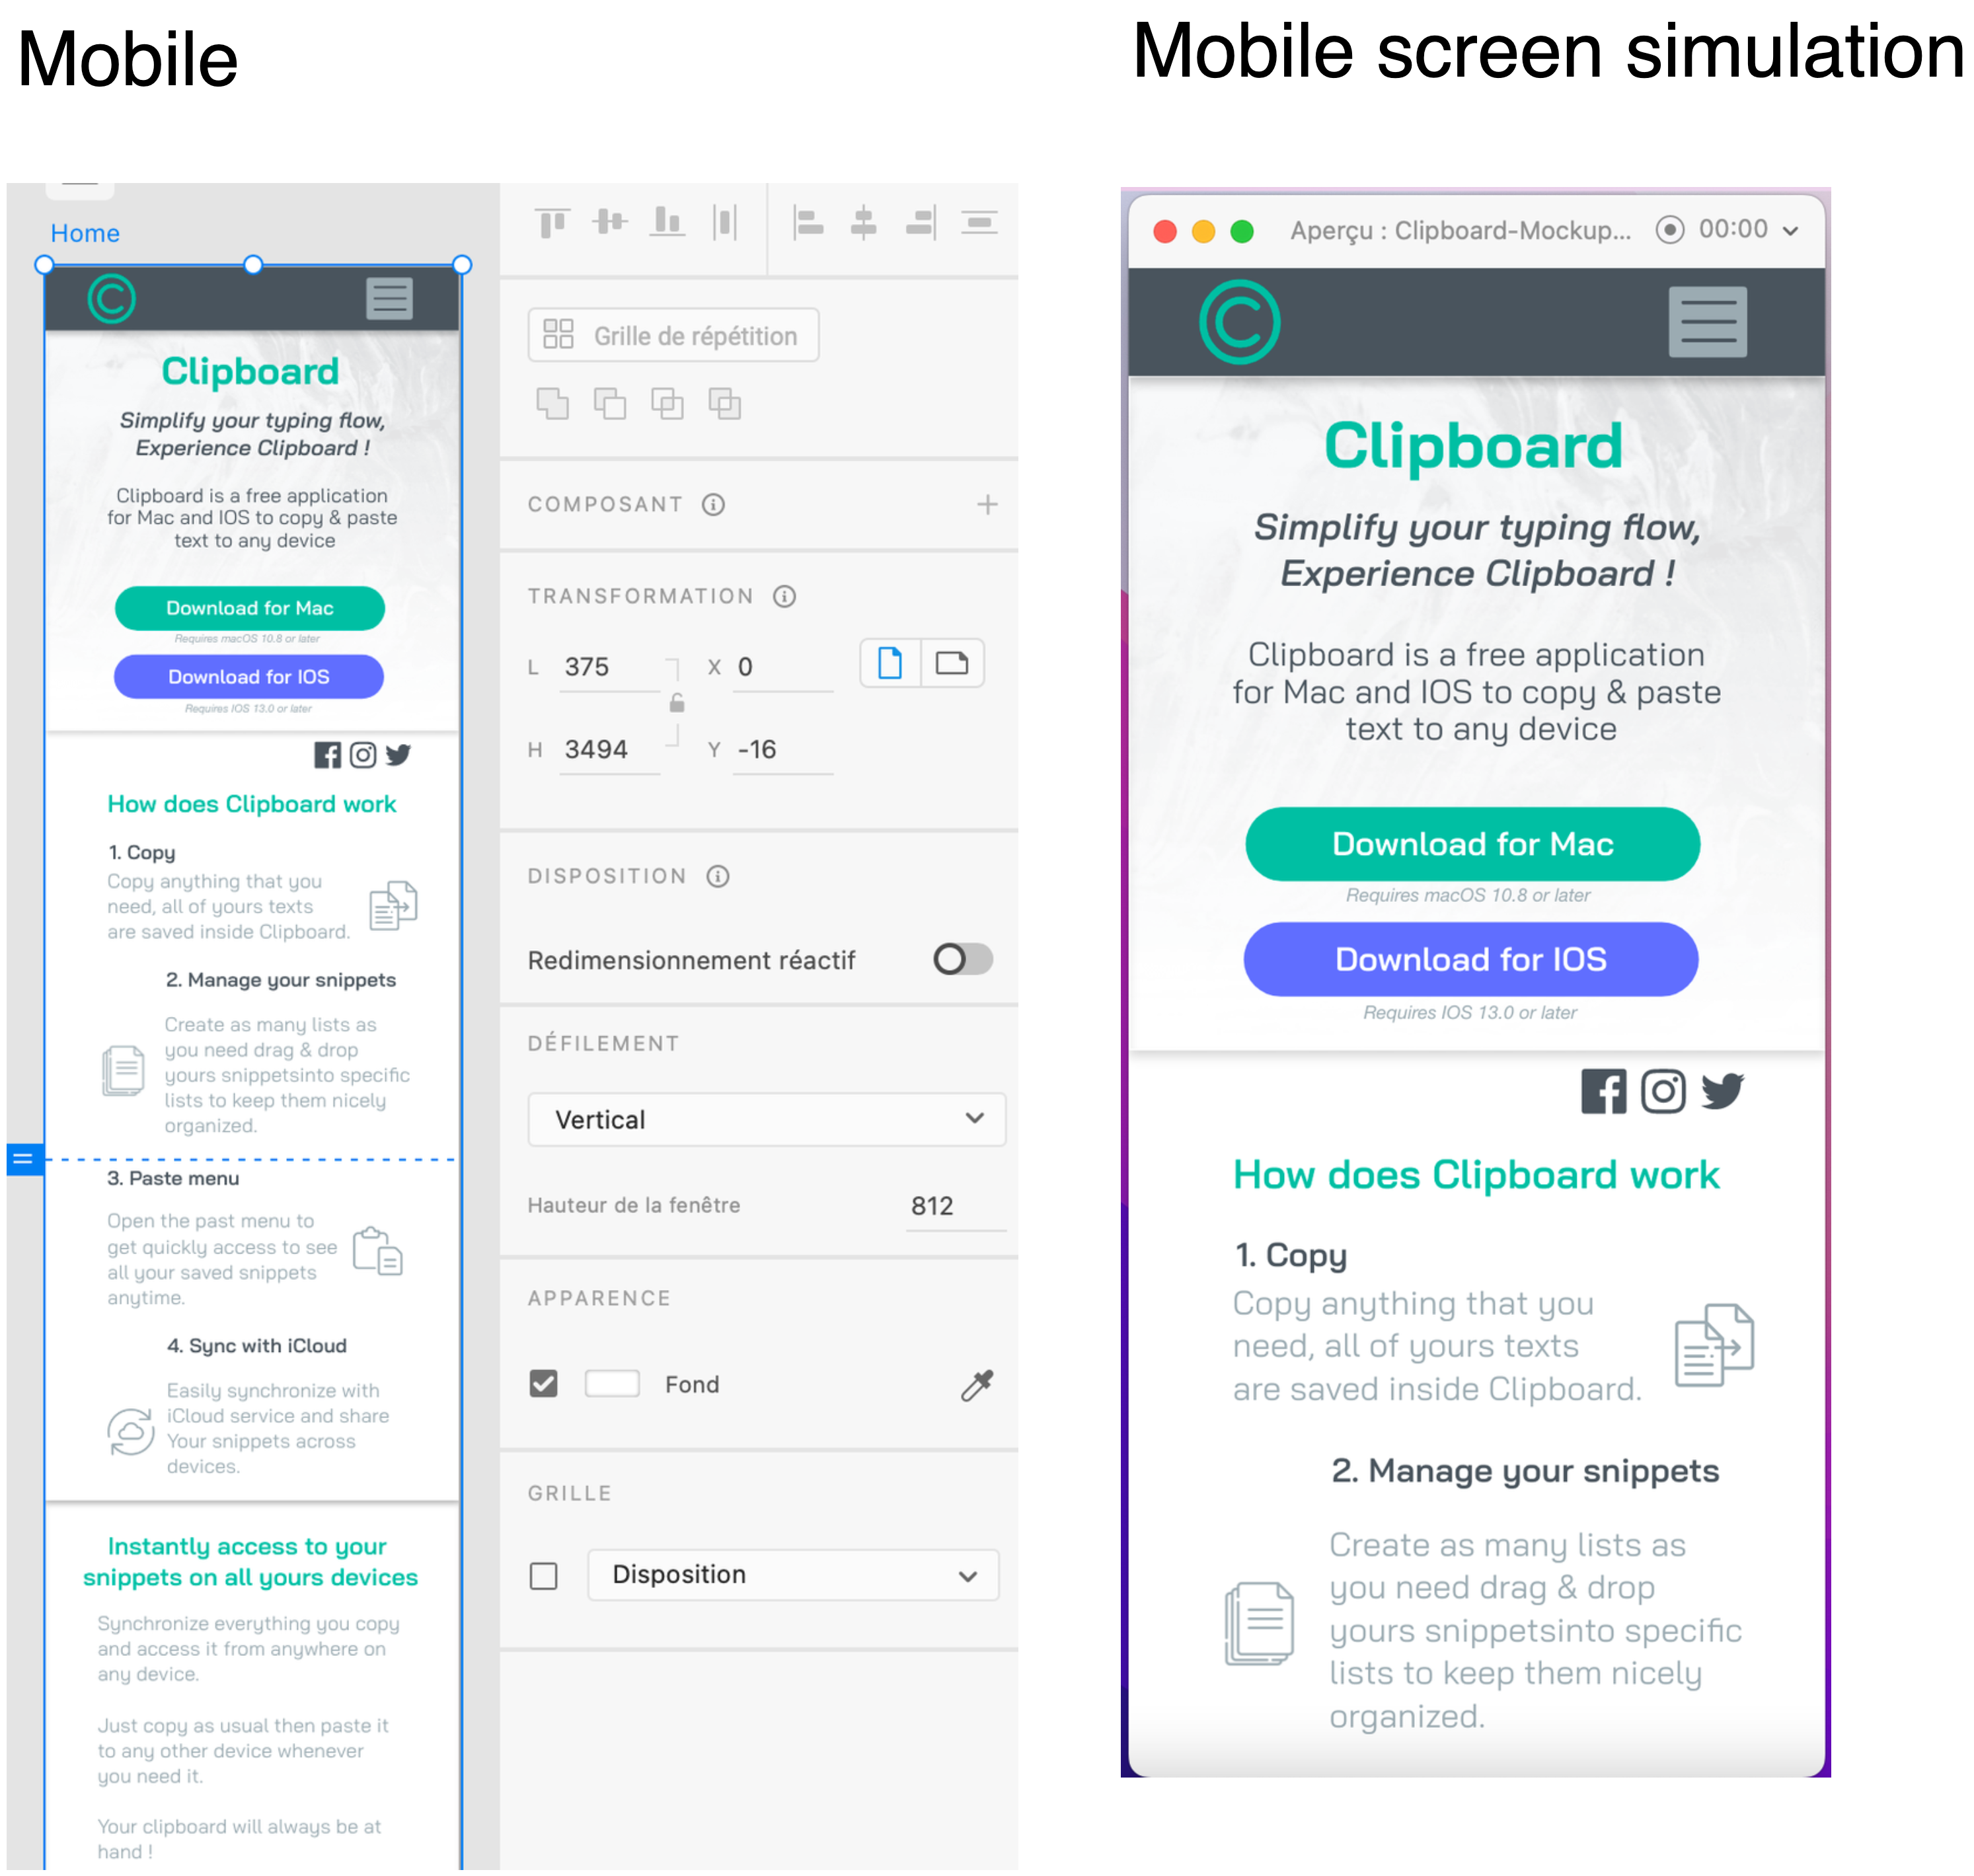 Mobile
Home
Clipboard
Simplify your typing flow,
Experience Clipboard !
Clipboard is a free application
for Mac and IOS to copy & paste
text to any device
Download for Mac
Requires macOS 10.8 or later
Download for IOS
Requires IOS 13.0 or later
How does Clipboard work
1. Copy
Copy anything that you
need, all of yours texts
are saved inside Clipboard.
2. Manage your snippets
Create as many lists as
you need drag & drop
yours snippetsinto specific
lists to keep them nicely
organized.
3. Paste menu
Open the past menu to
get quickly access to see
all your saved snippets
anytime.
4. Sync with iCloud
Easily synchronize with
iCloud service and share
Your snippets across
devices.
Instantly access to your
snippets on all yours devices
Synchronize everything you copy
and access it from anywhere on
any device.
Just copy as usual then paste it
to any other device whenever
you need it.
Your clipboard will always be at
hand !
Grille de répétition
COMPOSANT
TRANSFORMATION
L 375 X 0
H 3494 Y -16
DISPOSITION
Redimensionnement réactif
DÉFILEMENT
Vertical
Hauteur de la fenêtre 812
APPARENCE
Fond
GRILLE
Disposition
Mobile screen simulation
Aperçu : Clipboard-Mockup... 00:00
Clipboard
Simplify your typing flow,
Experience Clipboard !
Clipboard is a free application
for Mac and IOS to copy & paste
text to any device
Download for Mac
Requires macOS 10.8 or later
Download for IOS
Requires IOS 13.0 or later
How does Clipboard work
1. Copy
Copy anything that you
need, all of yours texts
are saved inside Clipboard.
2. Manage your snippets
Create as many lists as
you need drag & drop
yours snippetsinto specific
lists to keep them nicely
organized.